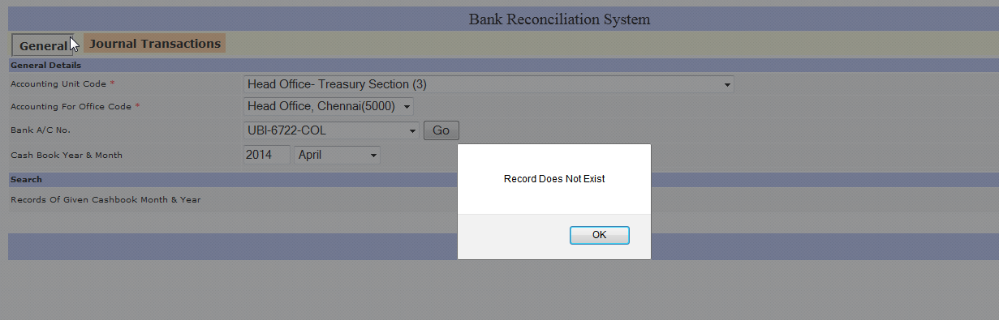 Bank Reconciliation System
General
Journal Transactions
General Details
Accounting Unit Code * Head Office- Treasury Section (3)
Accounting For Office Code * Head Office, Chennai(5000)
Bank A/C No. UBI-6722-COL Go
Cash Book Year & Month 2014 April
Search
Records Of Given Cashbook Month & Year
Record Does Not Exist
OK